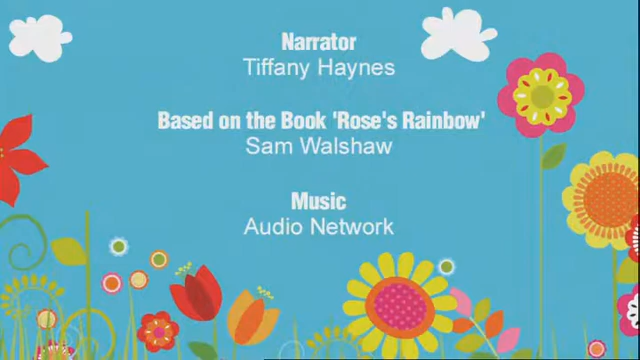 Narrator
Tiffany Haynes
Based on the Book 'Rose's Rainbow'
Sam Walshaw
Music
Audio Network